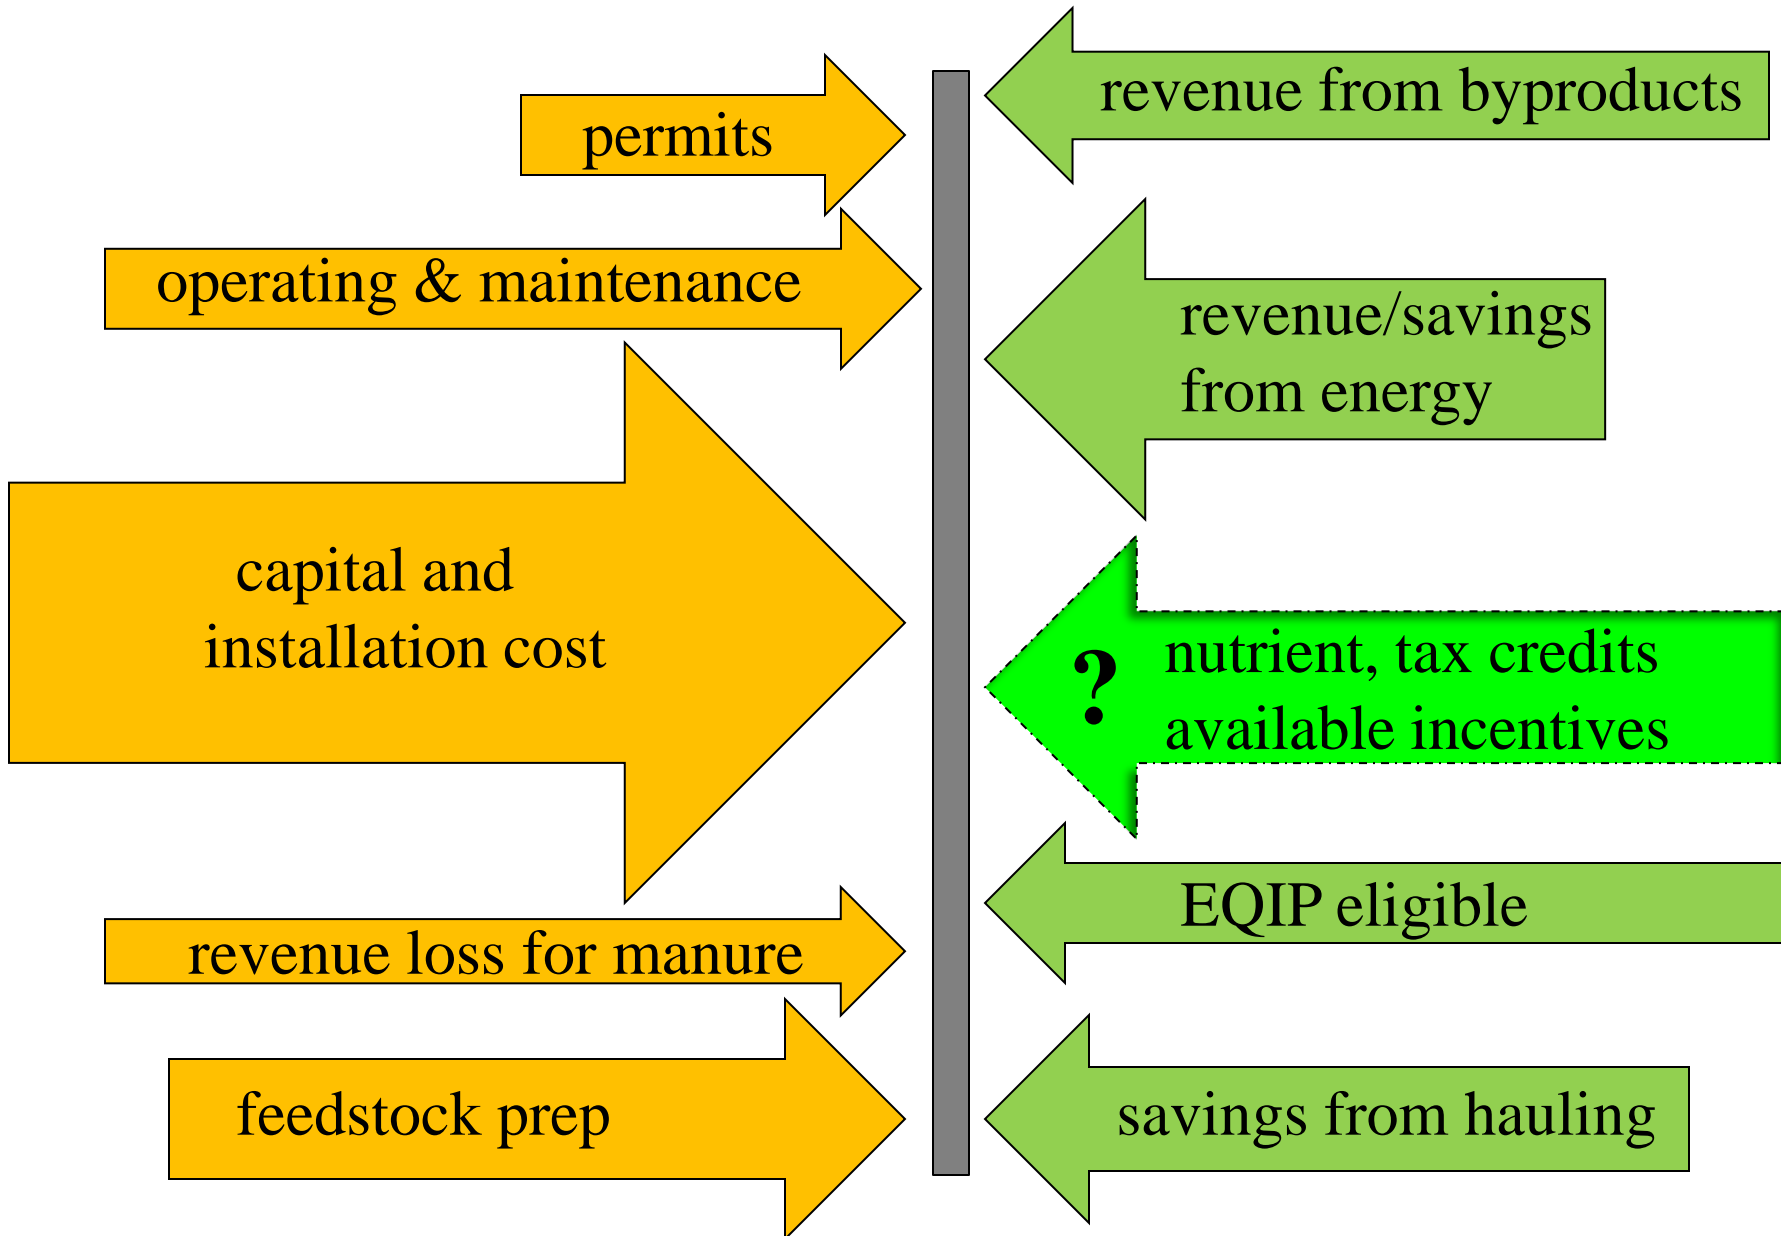 permits
operating & maintenance
capital and
installation cost
revenue loss for manure
feedstock prep
revenue from byproducts
revenue/savings
from energy
?
nutrient, tax credits
available incentives
EQIP eligible
savings from hauling